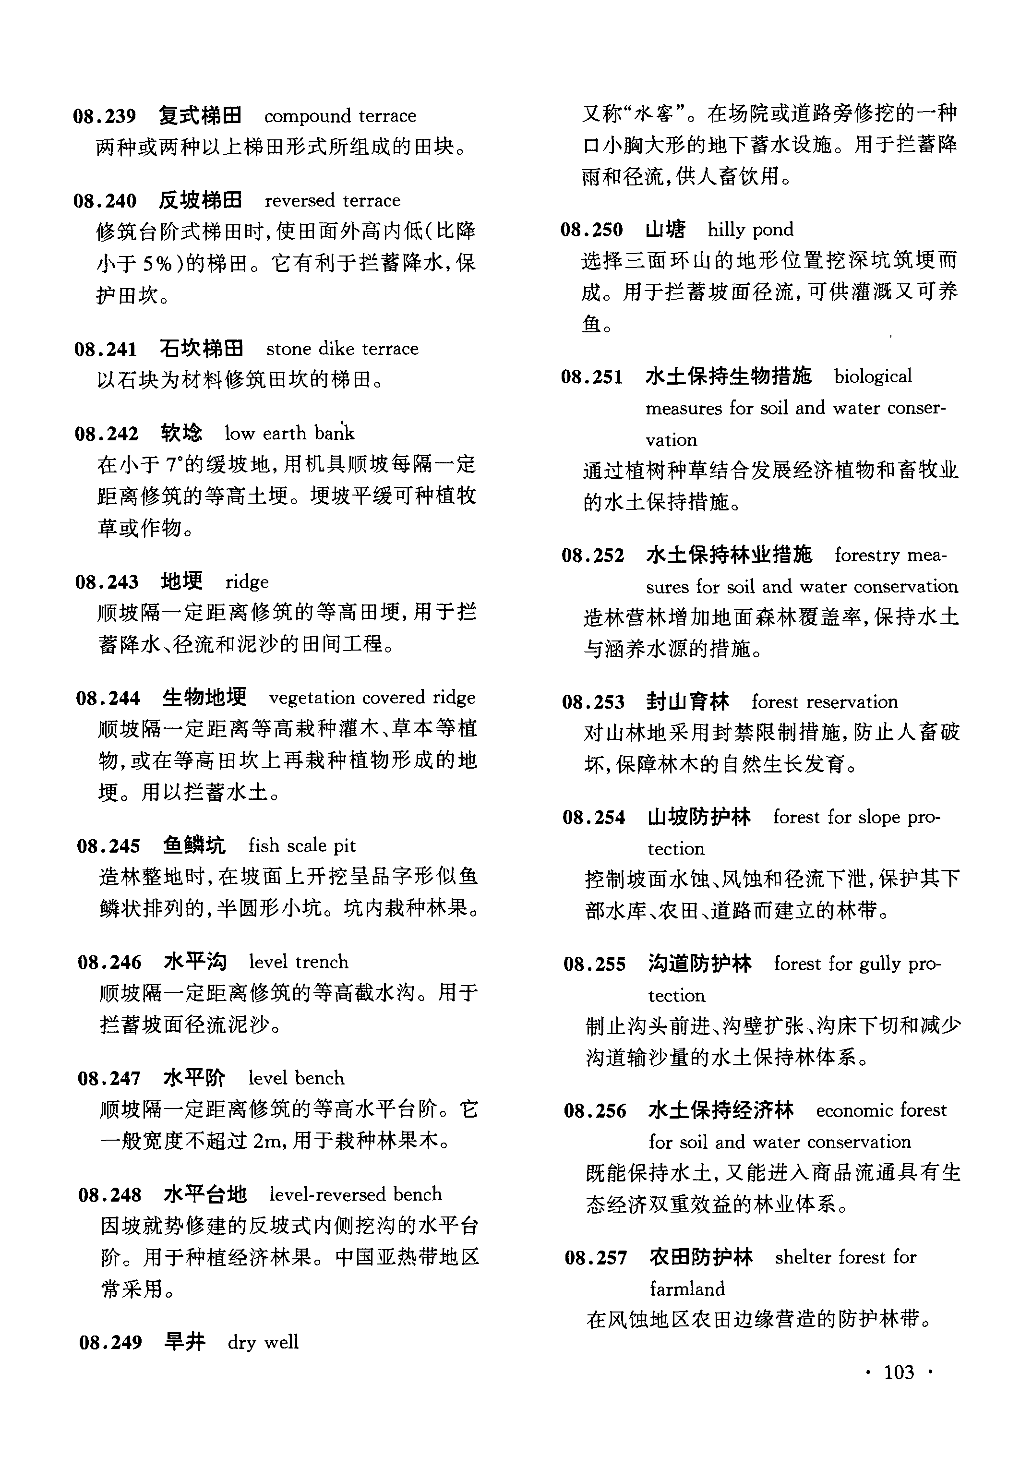 08.239 复式梯田 compound terrace
两种或两种以上梯田形式所组成的田块。
08.240 反坡梯田 reversed terrace
修筑台阶式梯田时,使田面外高内低(比降
小于5%)的梯田。它有利于拦蓄降水,保
护田坎。
08.241 石坎梯田 stone dike terrace
以石块为材料修筑田坎的梯田。
08.242 软埝 low earth bank
在小于7°的缓坡地,用机具顺坡每隔一定
距离修筑的等高土埂。埂坡平缓可种植牧
草或作物。
08.243 地埂 ridge
顺坡隔一定距离修筑的等高田埂,用于拦
蓄降水、径流和泥沙的田间工程。
08.244 生物地埂 vegetation covered ridge
顺坡隔一定距离等高栽种灌木、草本等植
物,或在等高田坎上再栽种植物形成的地
埂。用以拦蓄水土。
08.245 鱼鳞坑 fish scale pit
造林整地时,在坡面上开挖呈品字形似鱼
鳞状排列的,半圆形小坑。坑内栽种林果。
08.246 水平沟 level trench
顺坡隔一定距离修筑的等高截水沟。用于
拦蓄坡面径流泥沙。
08.247 水平阶 level bench
顺坡隔一定距离修筑的等高水平台阶。它
一般宽度不超过2m,用于栽种林果木。
08.248 水平台地 level-reversed bench
因坡就势修建的反坡式内侧挖沟的水平台
阶。用于种植经济林果。中国亚热带地区
常采用。
08.249 旱井 dry well
又称“水窖”。在场院或道路旁修挖的一种
口小胸大形的地下蓄水设施。用于拦蓄降
雨和径流,供人畜饮用。
08.250 山塘 hilly pond
选择三面环山的地形位置挖深坑筑埂而
成。用于拦蓄坡面径流,可供灌溉又可养
鱼。
08.251 水土保持生物措施 biological
measures for soil and water conser-
vation
通过植树种草结合发展经济植物和畜牧业
的水土保持措施。
08.252 水土保持林业措施 forestry mea-
sures for soil and water conservation
造林营林增加地面森林覆盖率,保持水土
与涵养水源的措施。
08.253 封山育林 forest reservation
对山林地采用封禁限制措施,防止人畜破
坏,保障林木的自然生长发育。
08.254 山坡防护林 forest for slope pro-
tection
控制坡面水蚀、风蚀和径流下泄,保护其下
部水库、农田、道路而建立的林带。
08.255 沟道防护林 forest for gully pro-
tection
制止沟头前进、沟壁扩张、沟床下切和减少
沟道输沙量的水土保持林体系。
08.256 水土保持经济林 economic forest
for soil and water conservation
既能保持水土,又能进入商品流通具有生
态经济双重效益的林业体系。
08.257 农田防护林 shelter forest for
farmland
在风蚀地区农田边缘营造的防护林带。
· 103 ·